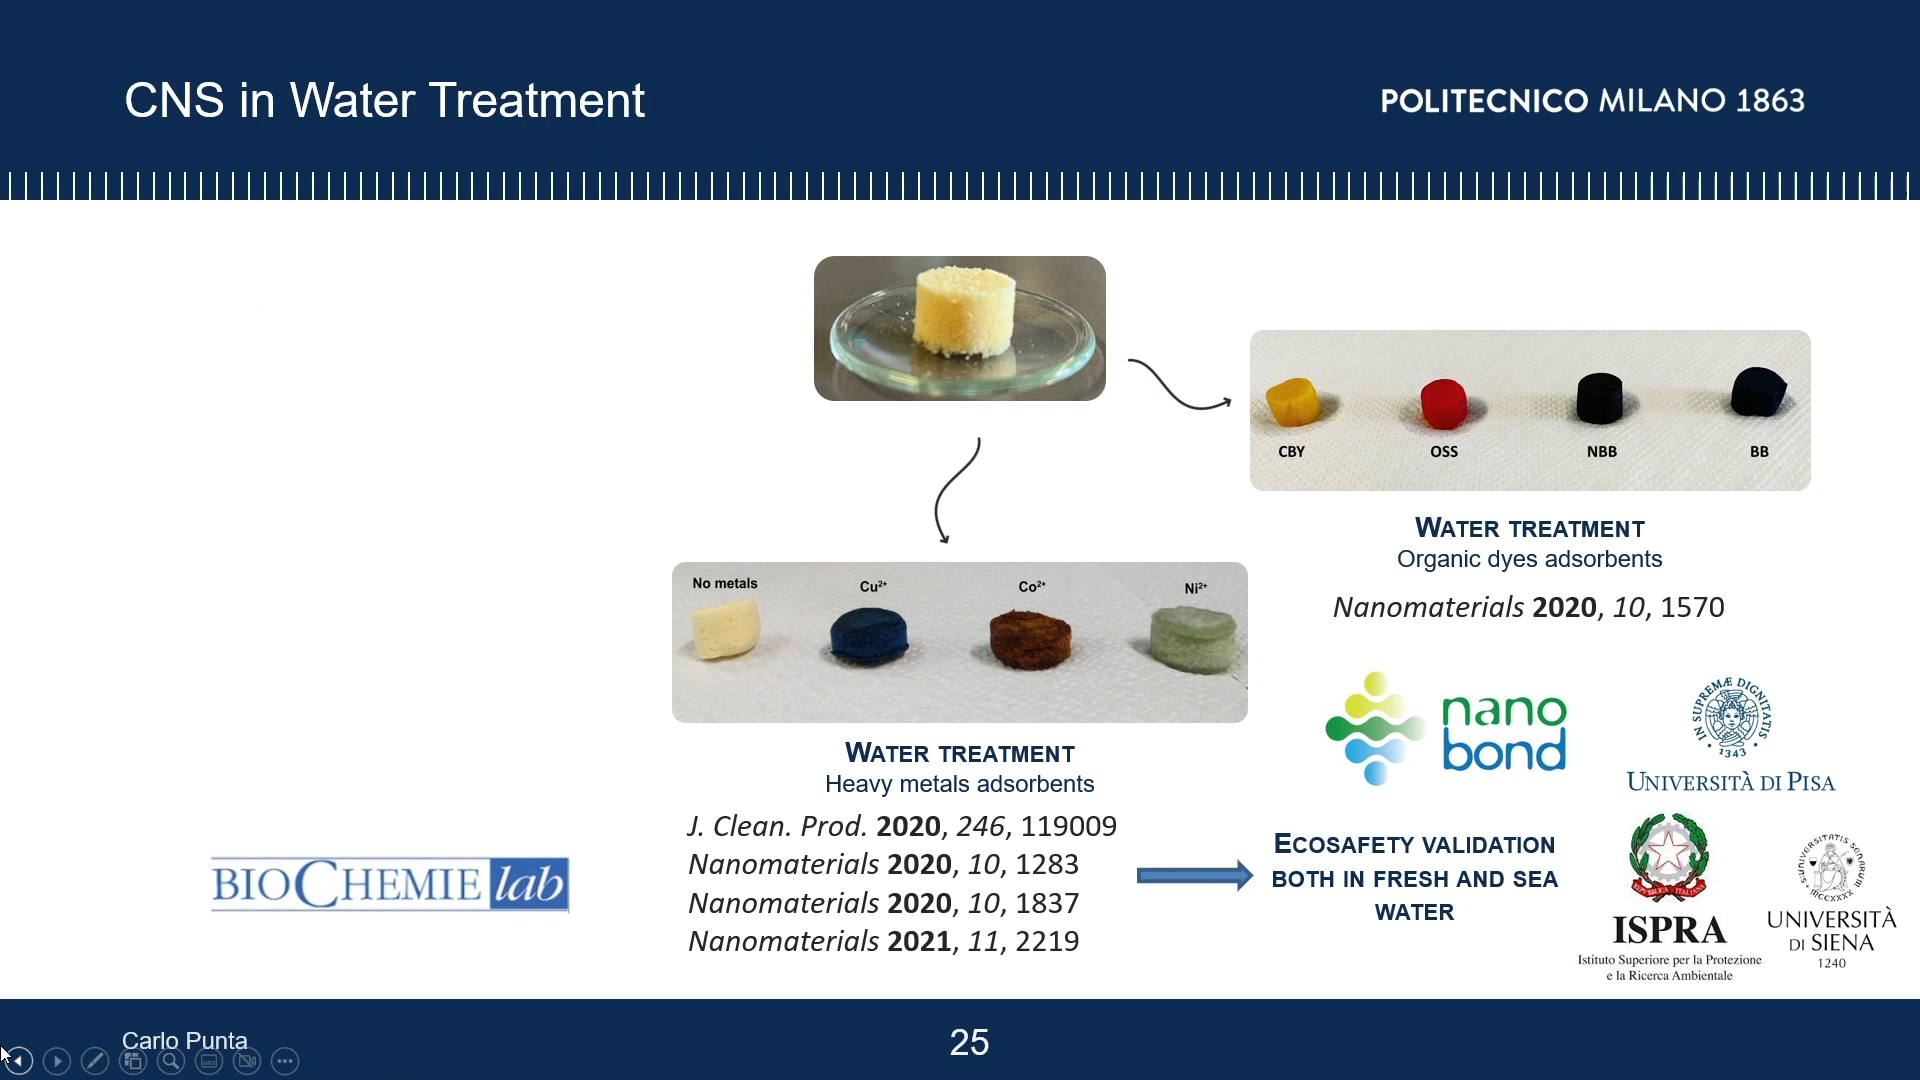 CNS in Water Treatment
POLITECNICO MILANO 1863
CBY OSS NBB BB
WATER TREATMENT
Organic dyes adsorbents
Nanomaterials 2020, 10, 1570
No metals Cu²⁺ Co²⁺ Ni²⁺
WATER TREATMENT
Heavy metals adsorbents
J. Clean. Prod. 2020, 246, 119009
Nanomaterials 2020, 10, 1283
Nanomaterials 2020, 10, 1837
Nanomaterials 2021, 11, 2219
BIOCHEMIE lab
nano
bond
IN SUPREMÆ DIGNITATIS
1343
UNIVERSITÀ DI PISA
ECOSAFETY VALIDATION
BOTH IN FRESH AND SEA
WATER
ISPRA
Istituto Superiore per la Protezione
e la Ricerca Ambientale
UNIVERSITÀ
DI SIENA
1240
Carlo Punta
25